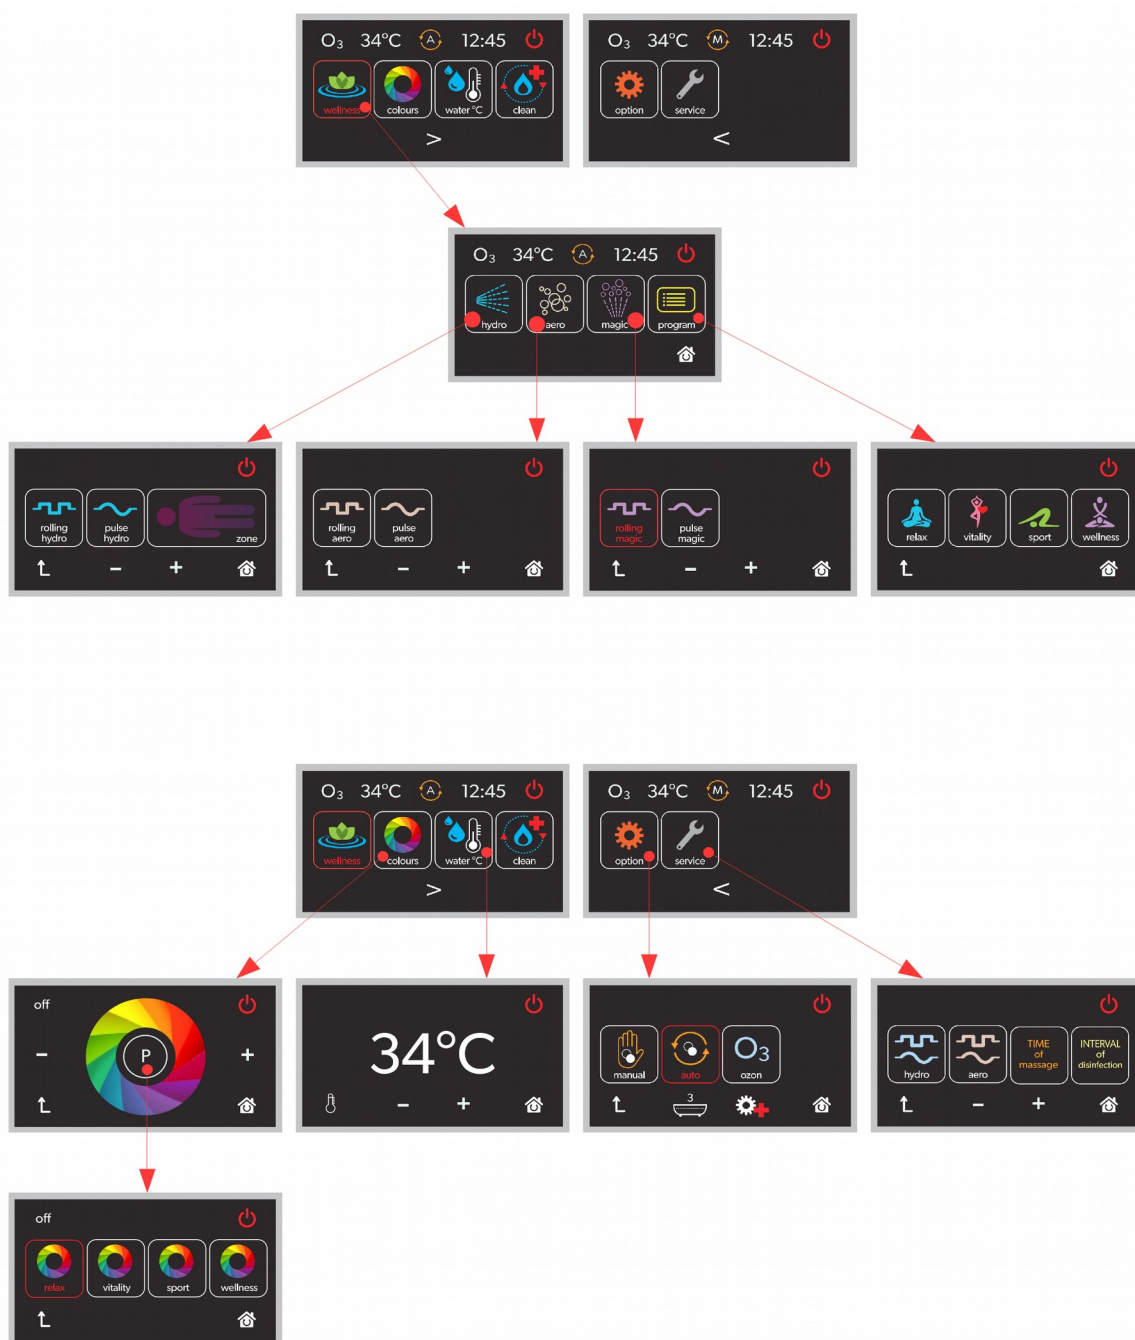 O₃ 34°C A 12:45
wellness colours water °C clean
>
O₃ 34°C M 12:45
option service
<
O₃ 34°C A 12:45
hydro aero magic program
rolling hydro
pulse hydro
zone
- +
rolling aero
pulse aero
- +
rolling magic
pulse magic
- +
relax vitality sport wellness
O₃ 34°C A 12:45
wellness colours water °C clean
>
O₃ 34°C M 12:45
option service
<
off
P
- +
34°C
- +
manual auto O₃ ozon
3
hydro aero
TIME
of
massage
INTERVAL
of
disinfection
- +
off
relax vitality sport wellness